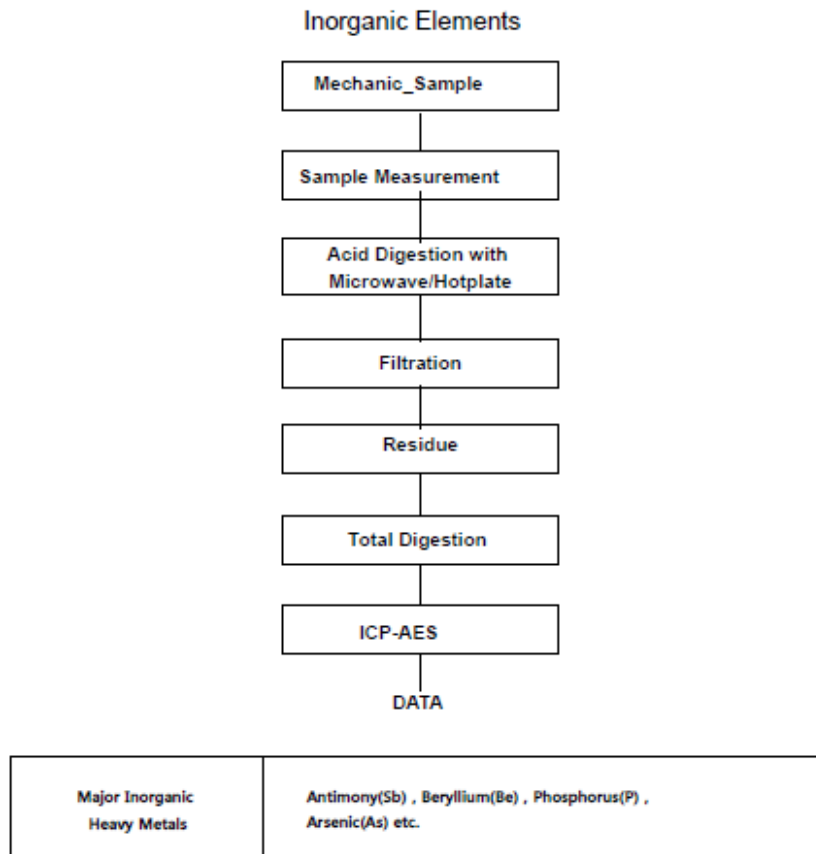 Inorganic Elements
Mechanic_Sample
Sample Measurement
Acid Digestion with
Microwave/Hotplate
Filtration
Residue
Total Digestion
ICP-AES
DATA
Major Inorganic
Heavy Metals
Antimony(Sb) , Beryllium(Be) , Phosphorus(P) ,
Arsenic(As) etc.